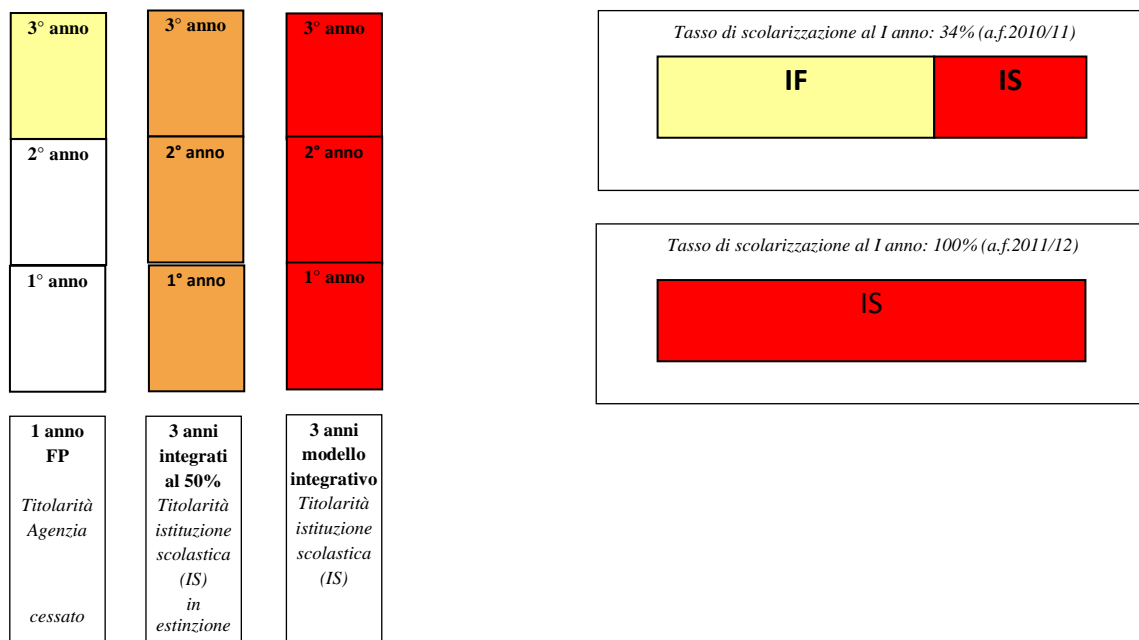 3° anno
2° anno
1° anno
1 anno
FP
Titolarità
Agenzia
cessato
3° anno
2° anno
1° anno
3 anni
integrati
al 50%
Titolarità
istituzione
scolastica
(IS)
in
estinzione
3° anno
2° anno
1° anno
3 anni
modello
integrativo
Titolarità
istituzione
scolastica
(IS)
Tasso di scolarizzazione al I anno: 34% (a.f.2010/11)
IF
IS
Tasso di scolarizzazione al I anno: 100% (a.f.2011/12)
IS